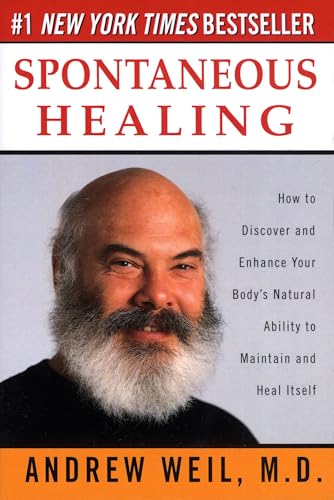 #1 NEW YORK TIMES BESTSELLER
SPONTANEOUS
HEALING
How to
Discover and
Enhance Your
Body's Natural
Ability to
Maintain and
Heal Itself
ANDREW WEIL, M.D.